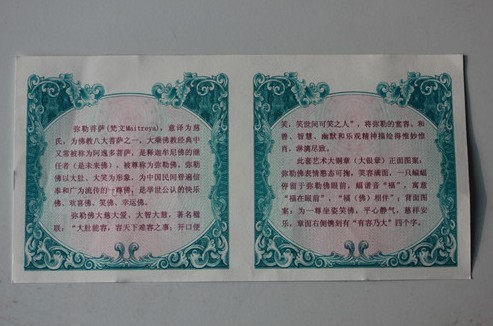 弥勒菩萨(梵文Maitreya)，意译为慈
氏，为佛教八大菩萨之一，大乘佛教经典中
又常被称为阿逸多菩萨，是释迦牟尼佛的继
任者（是未来佛），被尊称为弥勒佛。弥勒
佛以大肚、大笑为形象，为中国民间普遍信
奉和广为流传的一尊佛，是举世公认的快乐
佛、欢喜佛、笑佛、幸运佛。
弥勒佛大慈大爱，大智大慧，著名楹
联：“大肚能容，容天下难容之事；开口便
笑，笑世间可笑之人”，将弥勒的宽容、和
善、智慧、幽默和乐观精神描绘得惟妙惟
肖，淋漓尽致。
此壹艺术大铜章（大银章）正面图案：
弥勒佛以慈態可掬，笑容满面，一只蝙蝠
停留于弥勒佛眼前，蝠谐音“福”，寓意
“福在眼前”、“福（佛）相伴”；背面图
案：为一尊坐姿笑佛，平心静气，慈祥安
乐，章面右侧镌刻有“有容乃大”四个字。